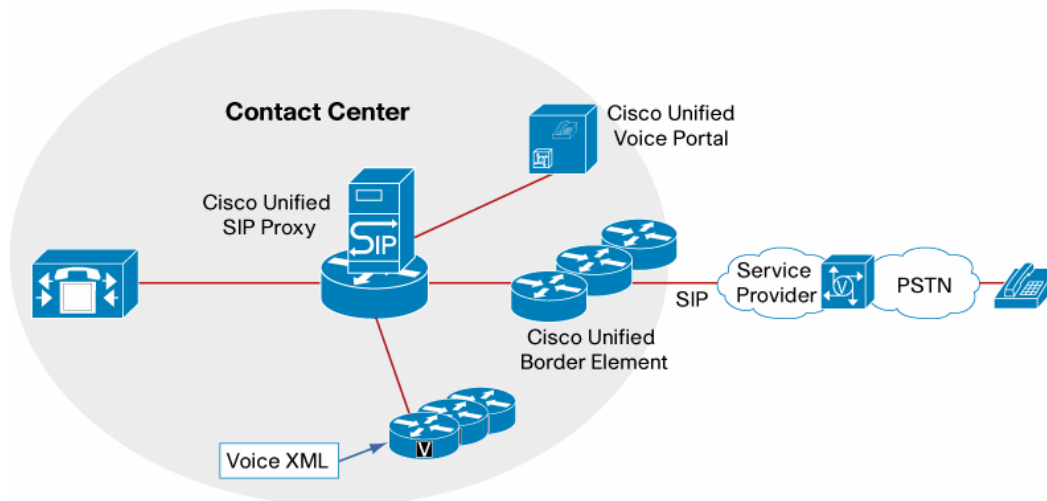 Contact Center
Cisco Unified
Voice Portal
Cisco Unified
SIP Proxy
SIP
Service
Provider
V
PSTN
SIP
Cisco Unified
Border Element
V
Voice XML